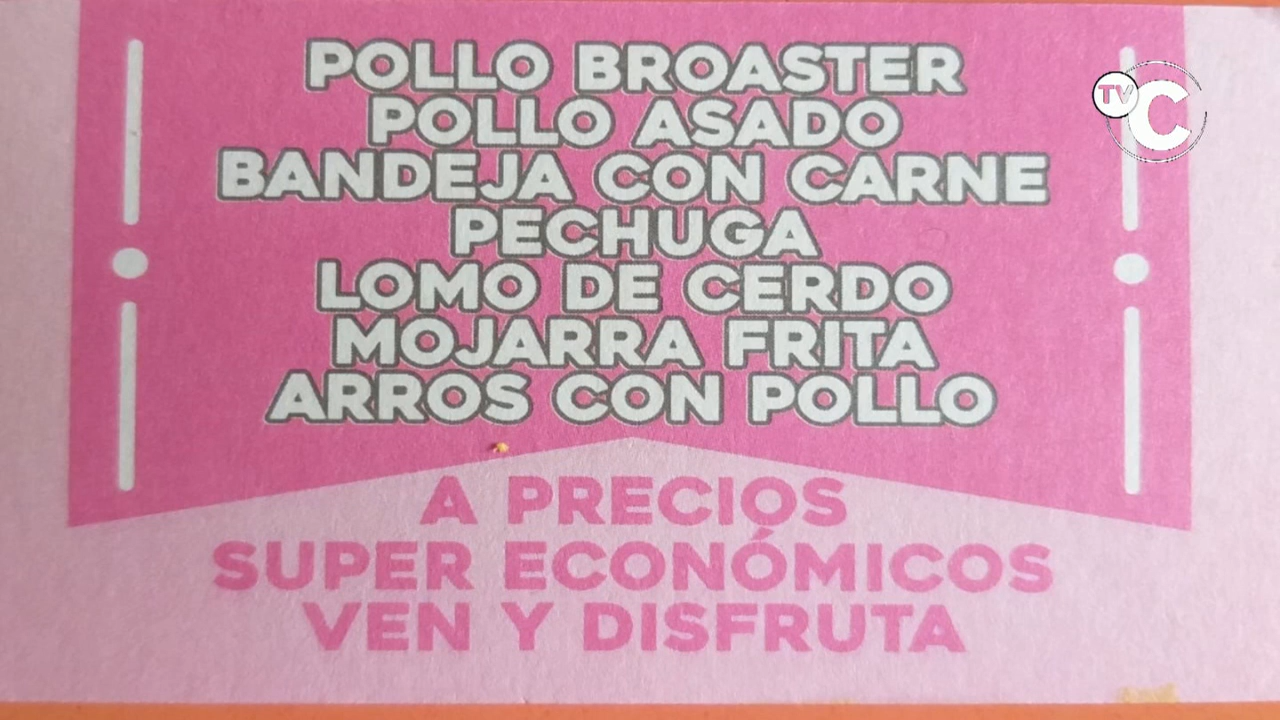 POLLO BROASTER
POLLO ASADO
BANDEJA CON CARNE
PECHUGA
LOMO DE CERDO
MOJARRA FRITA
ARROS CON POLLO
A PRECIOS
SUPER ECONÓMICOS
VEN Y DISFRUTA
TV C